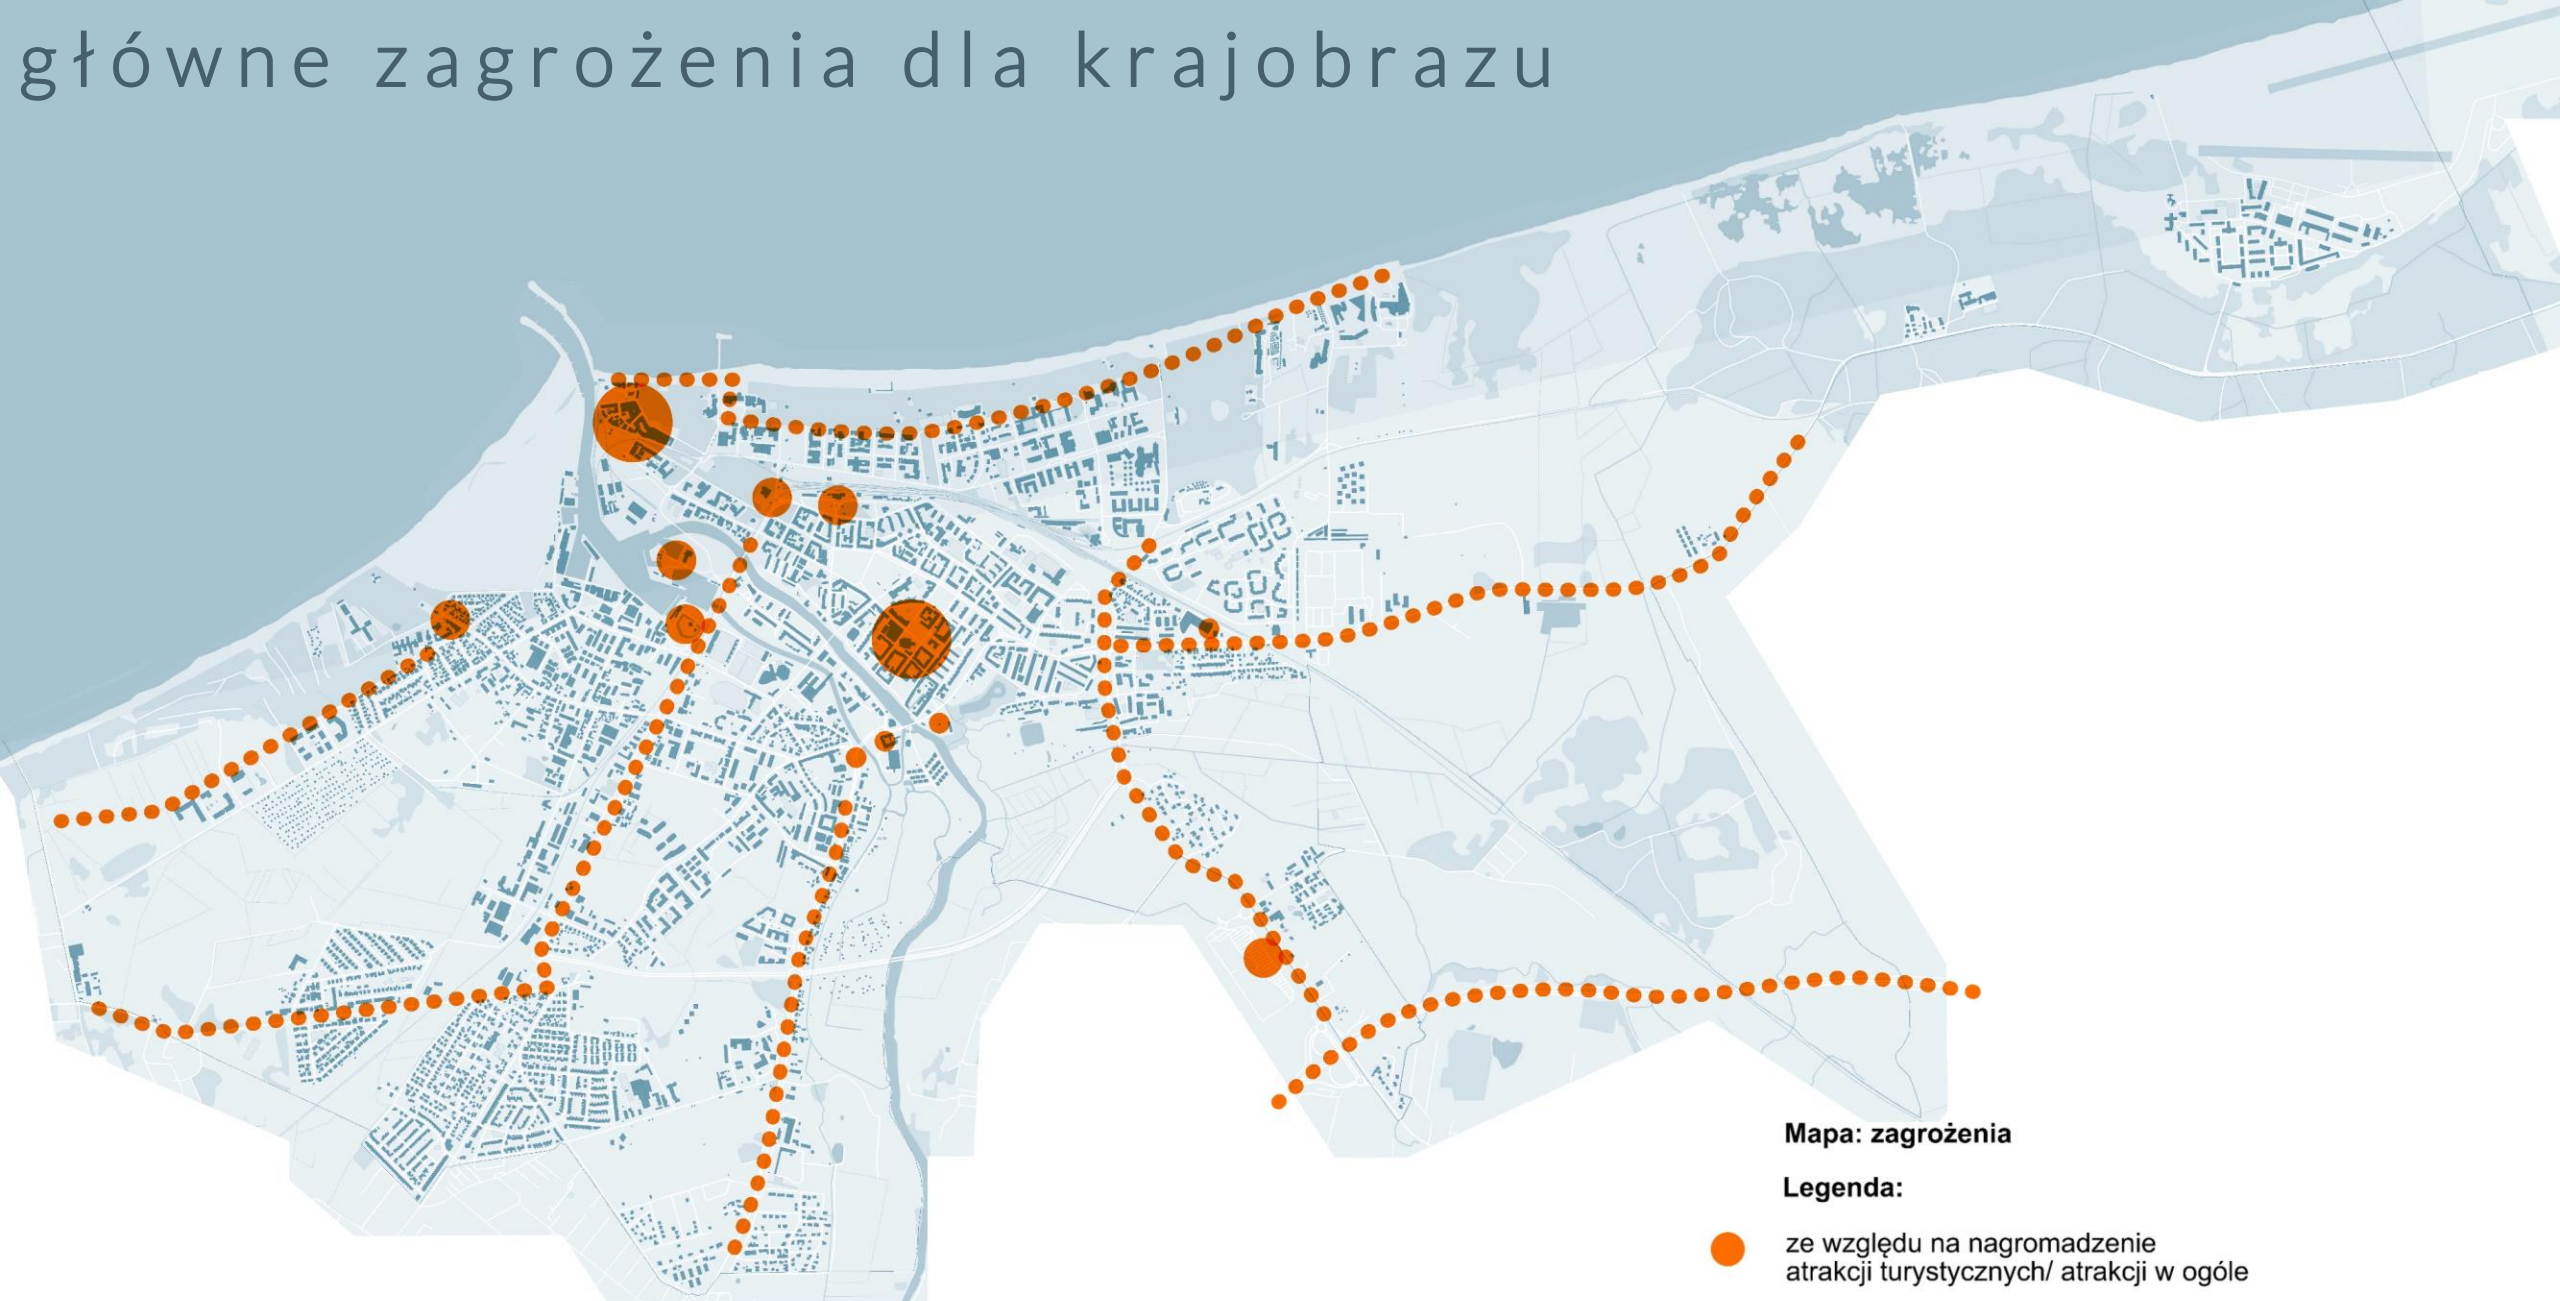 główne zagrożenia dla krajobrazu
Mapa: zagrożenia
Legenda:
ze względu na nagromadzenie
atrakcji turystycznych/ atrakcji w ogóle